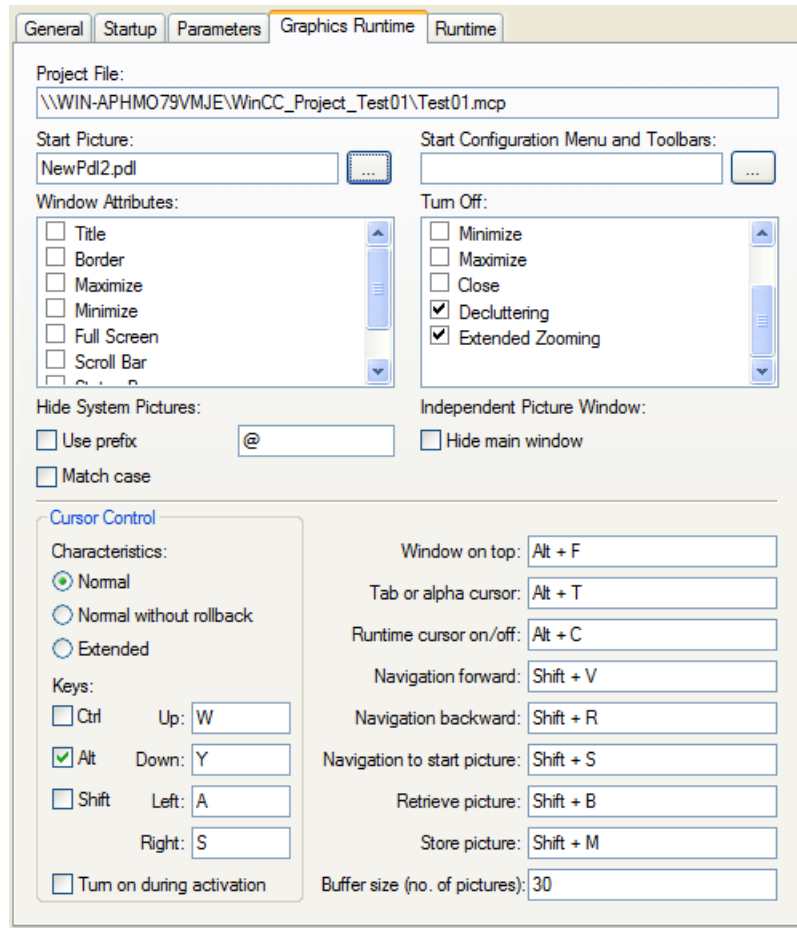 General Startup Parameters Graphics Runtime Runtime
Project File:
\\WIN-APHMO79VMJE\WinCC_Project_Test01\Test01.mcp
Start Picture: Start Configuration Menu and Toolbars:
NewPdl2.pdl ... ...
Window Attributes: Turn Off:
Title Minimize
Border Maximize
Maximize Close
Minimize Decluttering
Full Screen Extended Zooming
Scroll Bar
Hide System Pictures: Independent Picture Window:
Use prefix @ Hide main window
Match case
Cursor Control
Characteristics: Window on top: Alt + F
Normal Tab or alpha cursor: Alt + T
Normal without rollback Runtime cursor on/off: Alt + C
Extended
Keys: Navigation forward: Shift + V
Ctrl Up: W Navigation backward: Shift + R
Alt Down: Y Navigation to start picture: Shift + S
Shift Left: A Retrieve picture: Shift + B
Right: S Store picture: Shift + M
Turn on during activation Buffer size (no. of pictures): 30